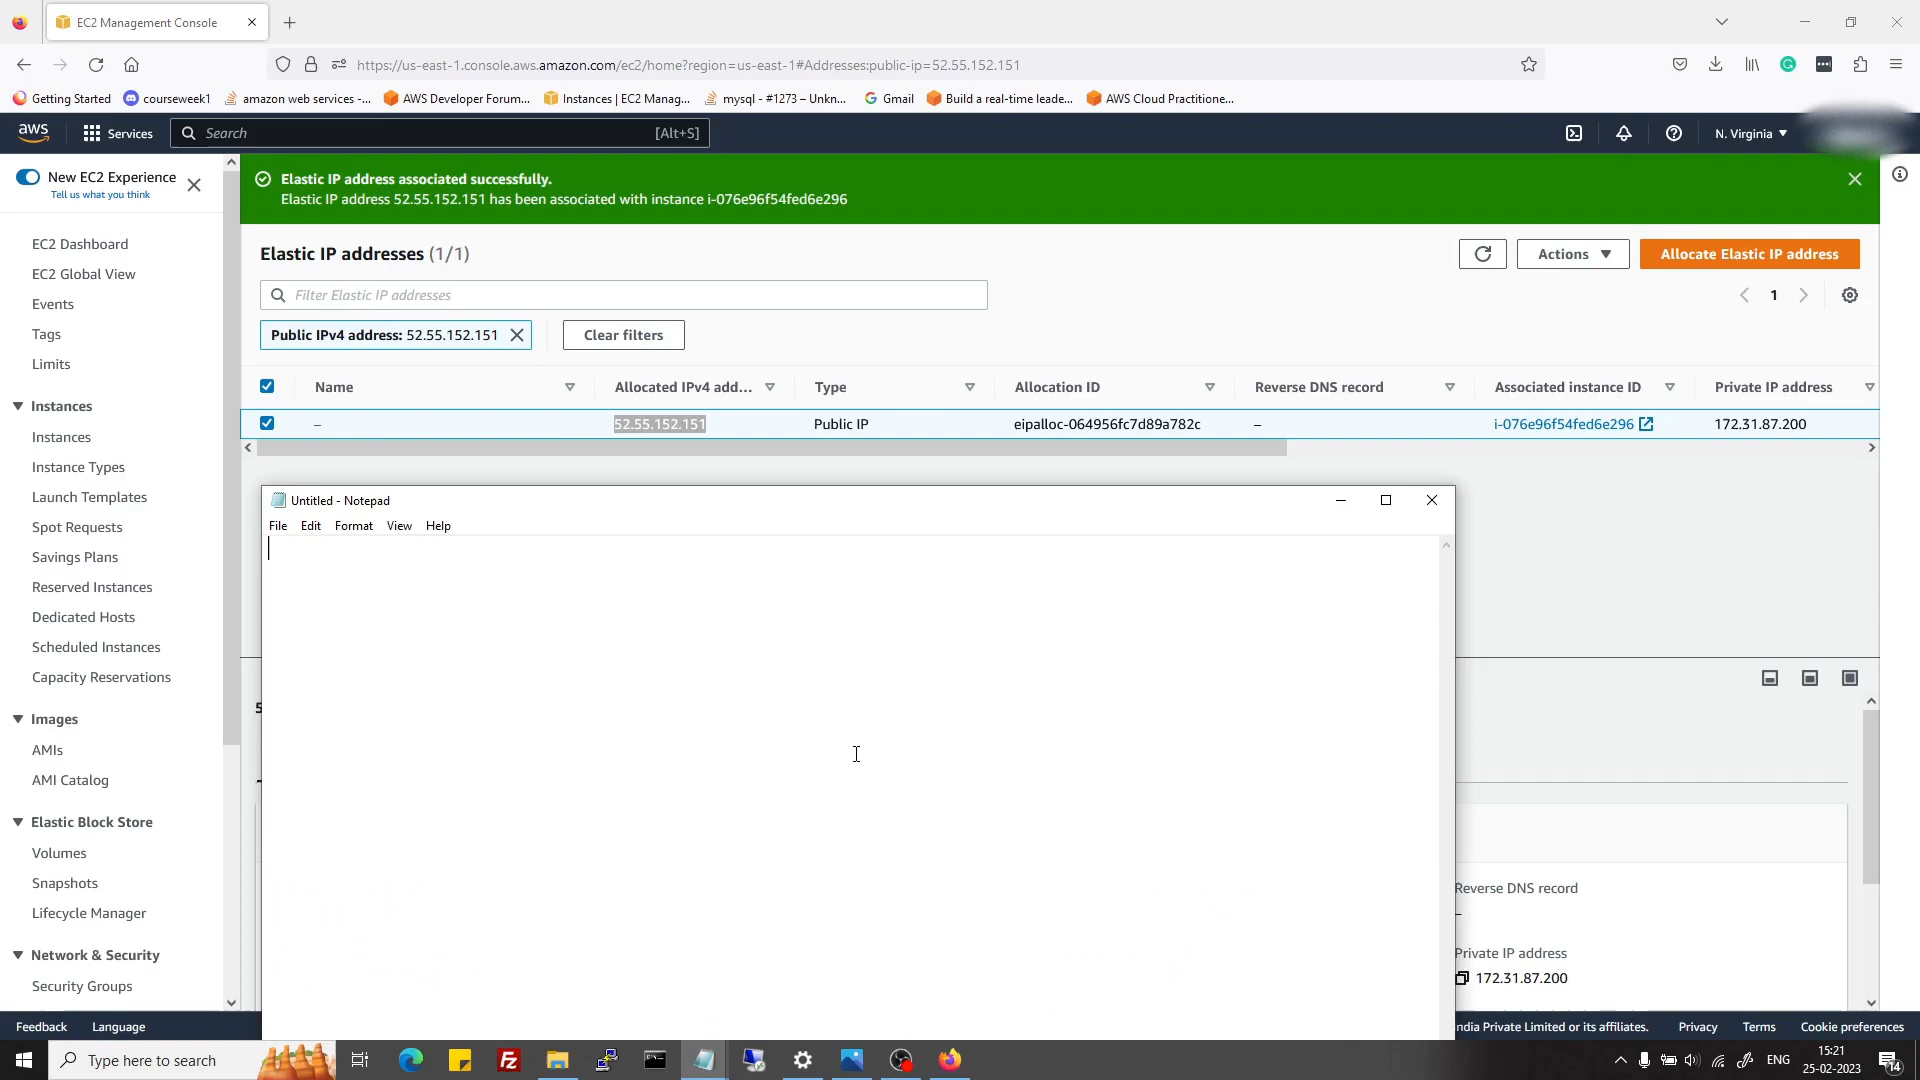 EC2 Management Console
https://us-east-1.console.aws.amazon.com/ec2/home?region=us-east-1#Addresses:public-ip=52.55.152.151
Getting Started
courseweek1
amazon web services -...
AWS Developer Forum...
Instances | EC2 Manag...
mysql - #1273 – Unkn...
Gmail
Build a real-time leade...
AWS Cloud Practitione...
aws
Services
Search
[Alt+S]
N. Virginia
New EC2 Experience
Tell us what you think
EC2 Dashboard
EC2 Global View
Events
Tags
Limits
Instances
Instances
Instance Types
Launch Templates
Spot Requests
Savings Plans
Reserved Instances
Dedicated Hosts
Scheduled Instances
Capacity Reservations
Images
AMIs
AMI Catalog
Elastic Block Store
Volumes
Snapshots
Lifecycle Manager
Network & Security
Security Groups
Elastic IP address associated successfully.
Elastic IP address 52.55.152.151 has been associated with instance i-076e96f54fed6e296
Elastic IP addresses (1/1)
Actions
Allocate Elastic IP address
Filter Elastic IP addresses
1
Public IPv4 address: 52.55.152.151
Clear filters
Name
Allocated IPv4 add...
Type
Allocation ID
Reverse DNS record
Associated instance ID
Private IP address
–
52.55.152.151
Public IP
eipalloc-064956fc7d89a782c
–
i-076e96f54fed6e296
172.31.87.200
Untitled - Notepad
File
Edit
Format
View
Help
Reverse DNS record
–
Private IP address
172.31.87.200
Feedback
Language
India Private Limited or its affiliates.
Privacy
Terms
Cookie preferences
Type here to search
ENG
15:21
25-02-2023
14